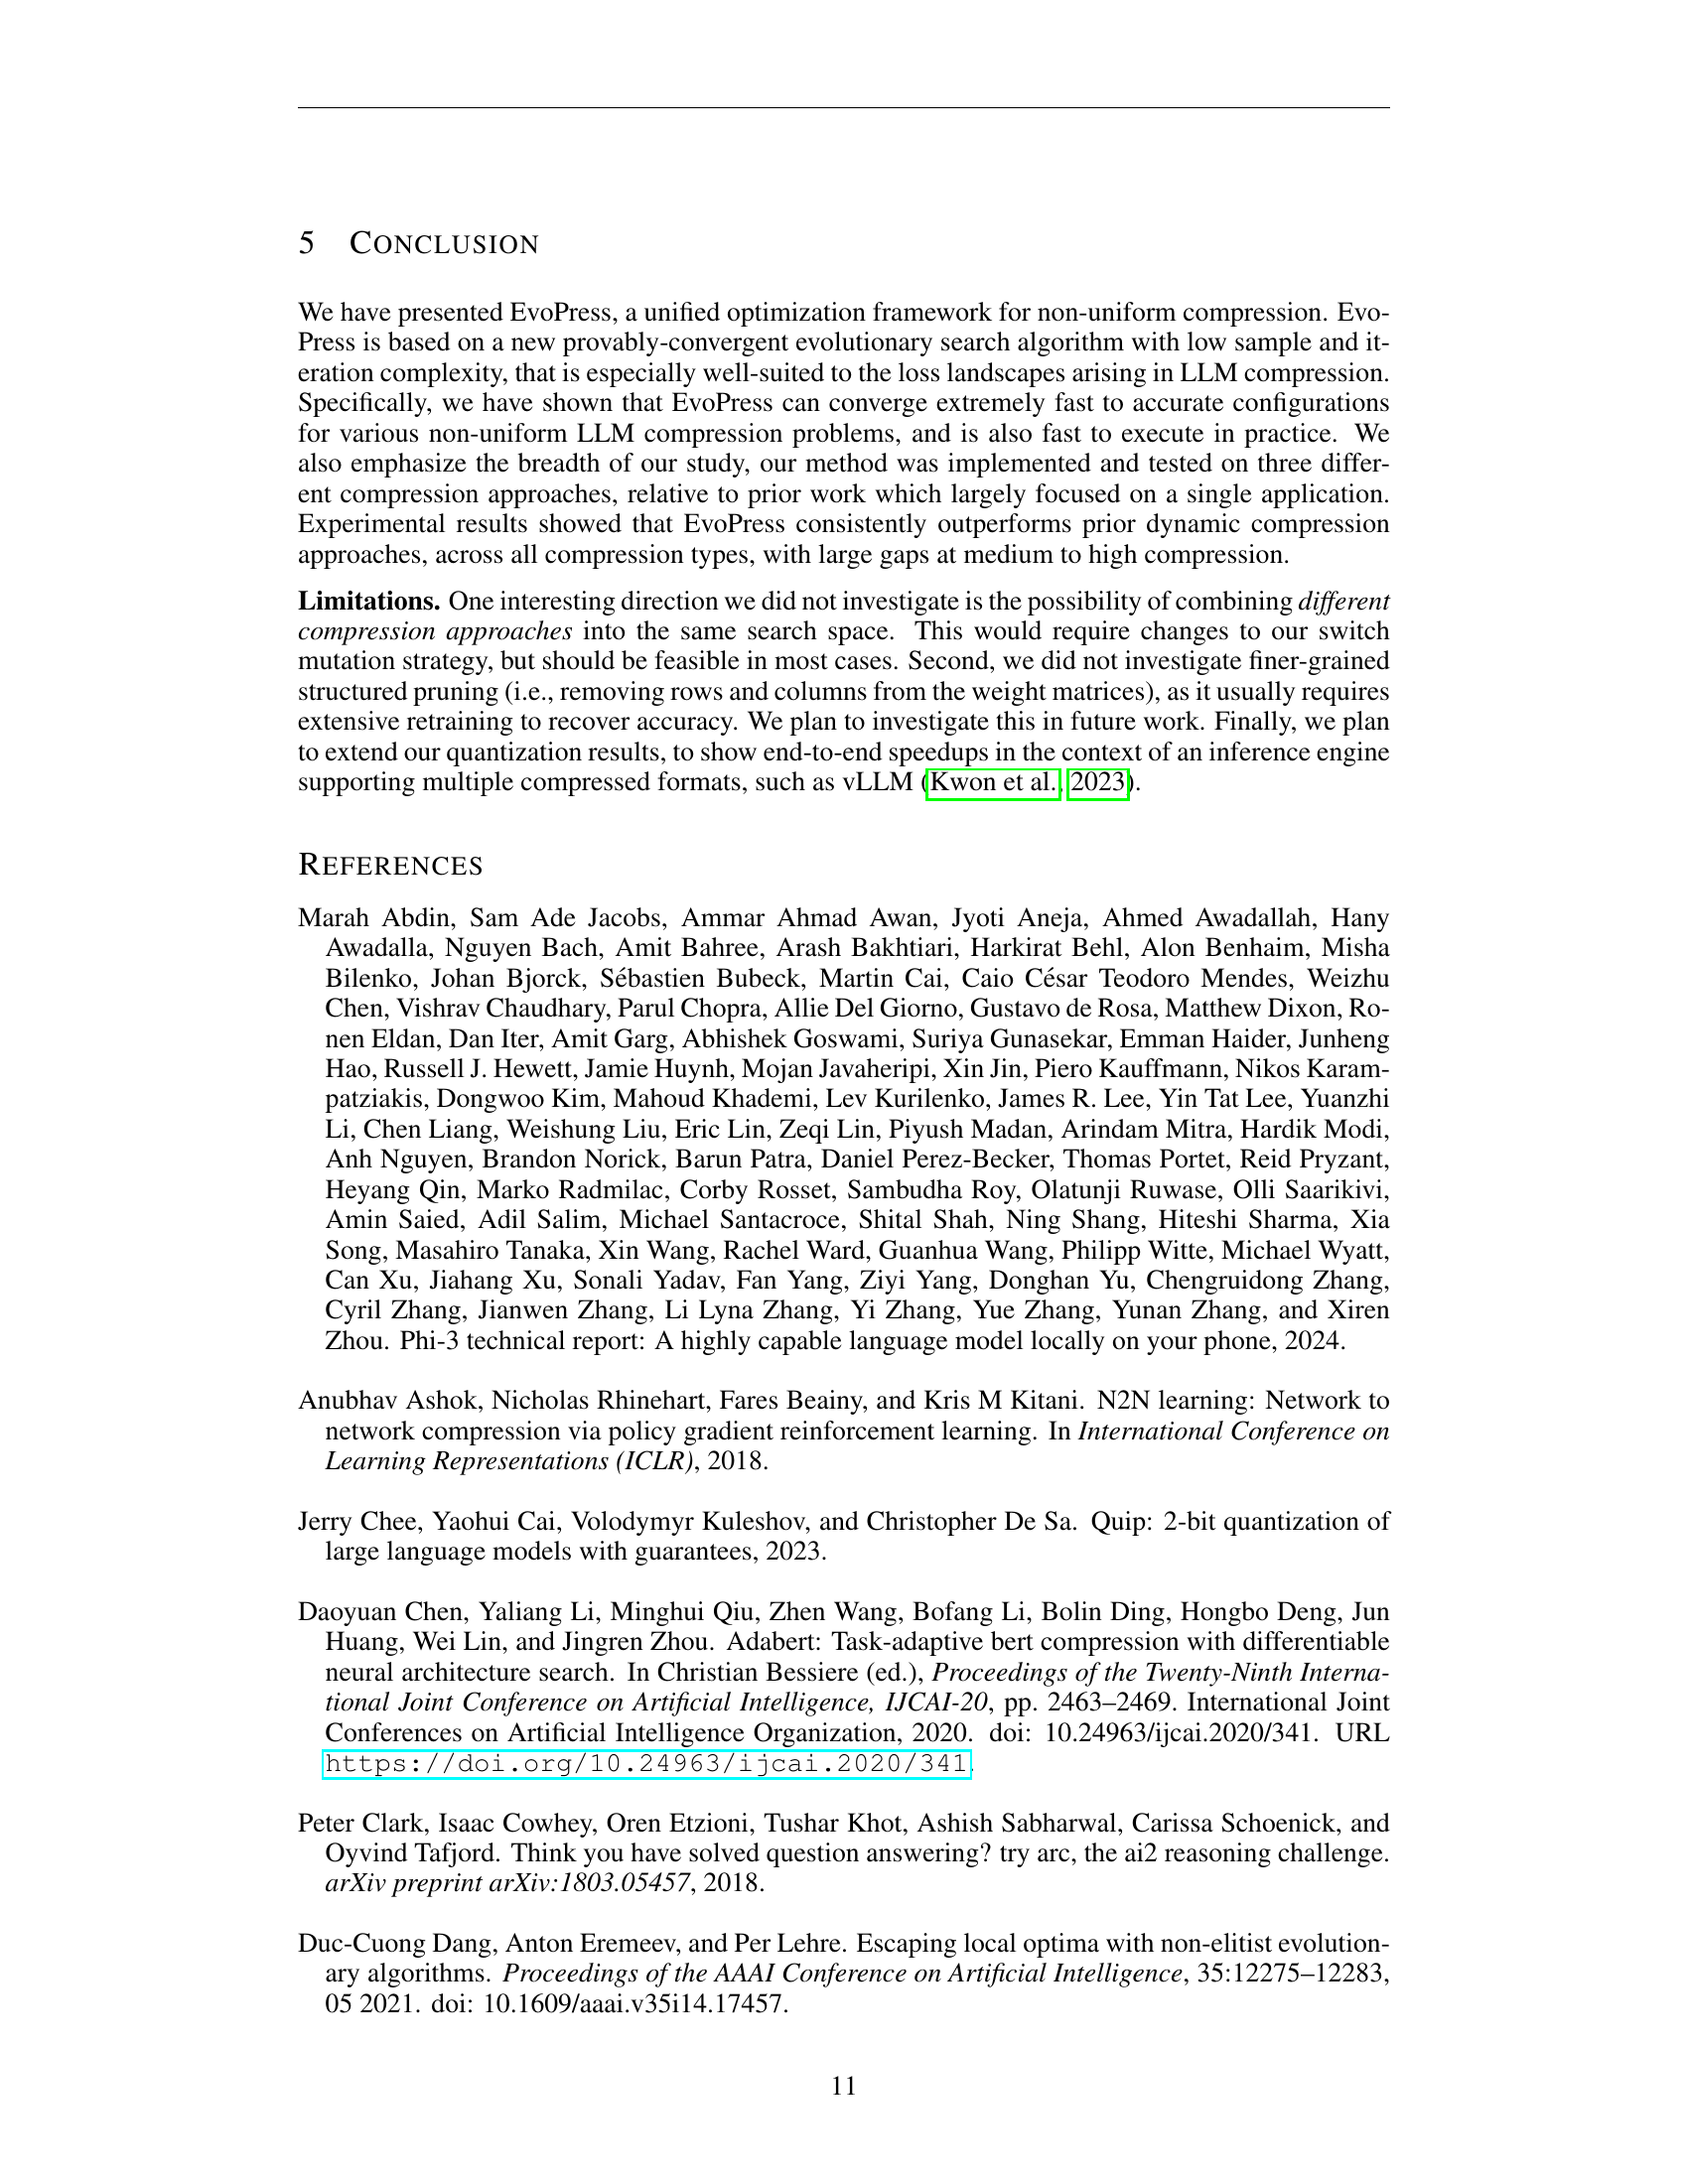 5 CONCLUSION
We have presented EvoPress, a unified optimization framework for non-uniform compression. Evo-
Press is based on a new provably-convergent evolutionary search algorithm with low sample and it-
eration complexity, that is especially well-suited to the loss landscapes arising in LLM compression.
Specifically, we have shown that EvoPress can converge extremely fast to accurate configurations
for various non-uniform LLM compression problems, and is also fast to execute in practice. We
also emphasize the breadth of our study, our method was implemented and tested on three differ-
ent compression approaches, relative to prior work which largely focused on a single application.
Experimental results showed that EvoPress consistently outperforms prior dynamic compression
approaches, across all compression types, with large gaps at medium to high compression.
Limitations. One interesting direction we did not investigate is the possibility of combining different
compression approaches into the same search space. This would require changes to our switch
mutation strategy, but should be feasible in most cases. Second, we did not investigate finer-grained
structured pruning (i.e., removing rows and columns from the weight matrices), as it usually requires
extensive retraining to recover accuracy. We plan to investigate this in future work. Finally, we plan
to extend our quantization results, to show end-to-end speedups in the context of an inference engine
supporting multiple compressed formats, such as vLLM (Kwon et al., 2023).
REFERENCES
Marah Abdin, Sam Ade Jacobs, Ammar Ahmad Awan, Jyoti Aneja, Ahmed Awadallah, Hany
Awadalla, Nguyen Bach, Amit Bahree, Arash Bakhtiari, Harkirat Behl, Alon Benhaim, Misha
Bilenko, Johan Bjorck, Sébastien Bubeck, Martin Cai, Caio César Teodoro Mendes, Weizhu
Chen, Vishrav Chaudhary, Parul Chopra, Allie Del Giorno, Gustavo de Rosa, Matthew Dixon, Ro-
nen Eldan, Dan Iter, Amit Garg, Abhishek Goswami, Suriya Gunasekar, Emman Haider, Junheng
Hao, Russell J. Hewett, Jamie Huynh, Mojan Javaheripi, Xin Jin, Piero Kauffmann, Nikos Karam-
patziakis, Dongwoo Kim, Mahoud Khademi, Lev Kurilenko, James R. Lee, Yin Tat Lee, Yuanzhi
Li, Chen Liang, Weishung Liu, Eric Lin, Zeqi Lin, Piyush Madan, Arindam Mitra, Hardik Modi,
Anh Nguyen, Brandon Norick, Barun Patra, Daniel Perez-Becker, Thomas Portet, Reid Pryzant,
Heyang Qin, Marko Radmilac, Corby Rosset, Sambudha Roy, Olatunji Ruwase, Olli Saarikivi,
Amin Saied, Adil Salim, Michael Santacroce, Shital Shah, Ning Shang, Hiteshi Sharma, Xia
Song, Masahiro Tanaka, Xin Wang, Rachel Ward, Guanhua Wang, Philipp Witte, Michael Wyatt,
Can Xu, Jiahang Xu, Sonali Yadav, Fan Yang, Ziyi Yang, Donghan Yu, Chengruidong Zhang,
Cyril Zhang, Jianwen Zhang, Li Lyna Zhang, Yi Zhang, Yue Zhang, Yunan Zhang, and Xiren
Zhou. Phi-3 technical report: A highly capable language model locally on your phone, 2024.
Anubhav Ashok, Nicholas Rhinehart, Fares Beainy, and Kris M Kitani. N2N learning: Network to
network compression via policy gradient reinforcement learning. In International Conference on
Learning Representations (ICLR), 2018.
Jerry Chee, Yaohui Cai, Volodymyr Kuleshov, and Christopher De Sa. Quip: 2-bit quantization of
large language models with guarantees, 2023.
Daoyuan Chen, Yaliang Li, Minghui Qiu, Zhen Wang, Bofang Li, Bolin Ding, Hongbo Deng, Jun
Huang, Wei Lin, and Jingren Zhou. Adabert: Task-adaptive bert compression with differentiable
neural architecture search. In Christian Bessiere (ed.), Proceedings of the Twenty-Ninth Interna-
tional Joint Conference on Artificial Intelligence, IJCAI-20, pp. 2463–2469. International Joint
Conferences on Artificial Intelligence Organization, 2020. doi: 10.24963/ijcai.2020/341. URL
https://doi.org/10.24963/ijcai.2020/341.
Peter Clark, Isaac Cowhey, Oren Etzioni, Tushar Khot, Ashish Sabharwal, Carissa Schoenick, and
Oyvind Tafjord. Think you have solved question answering? try arc, the ai2 reasoning challenge.
arXiv preprint arXiv:1803.05457, 2018.
Duc-Cuong Dang, Anton Eremeev, and Per Lehre. Escaping local optima with non-elitist evolution-
ary algorithms. Proceedings of the AAAI Conference on Artificial Intelligence, 35:12275–12283,
05 2021. doi: 10.1609/aaai.v35i14.17457.
11